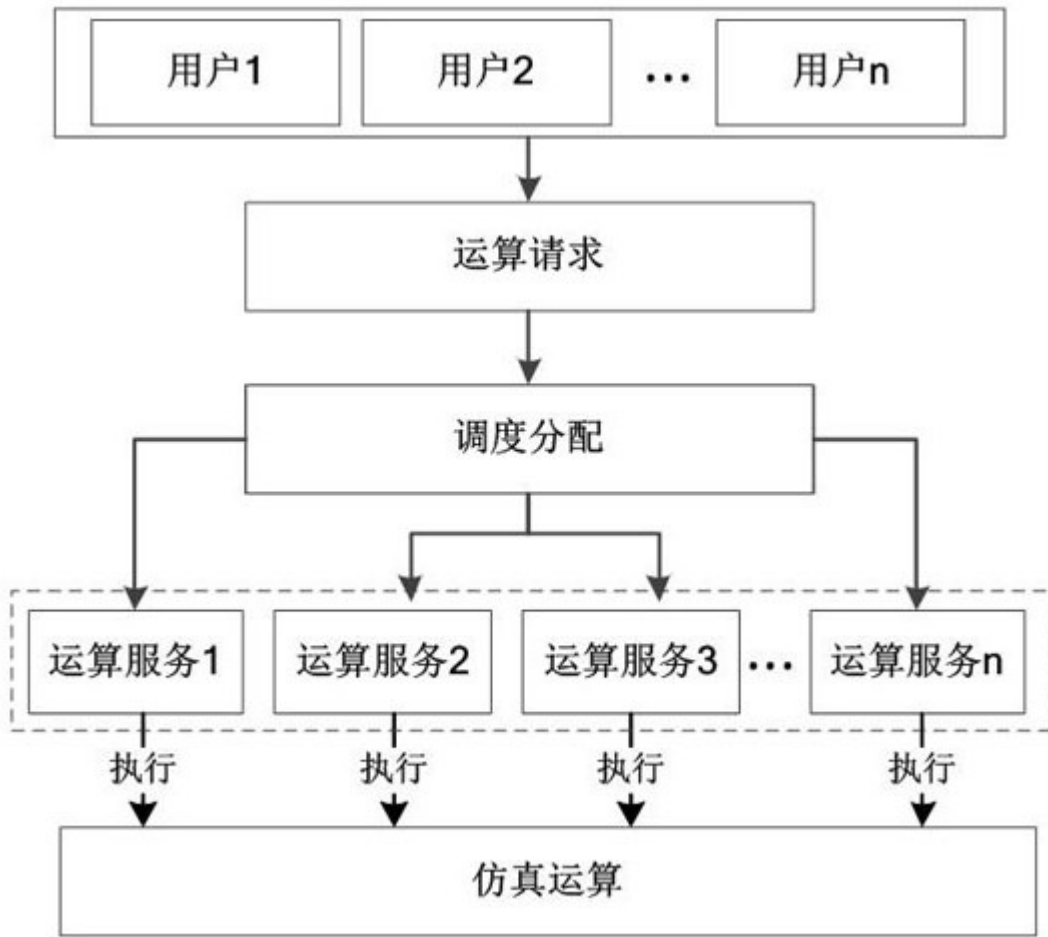 用户1 用户2 ••• 用户n
运算请求
调度分配
运算服务1 运算服务2 运算服务3 ••• 运算服务n
执行 执行 执行 执行
仿真运算